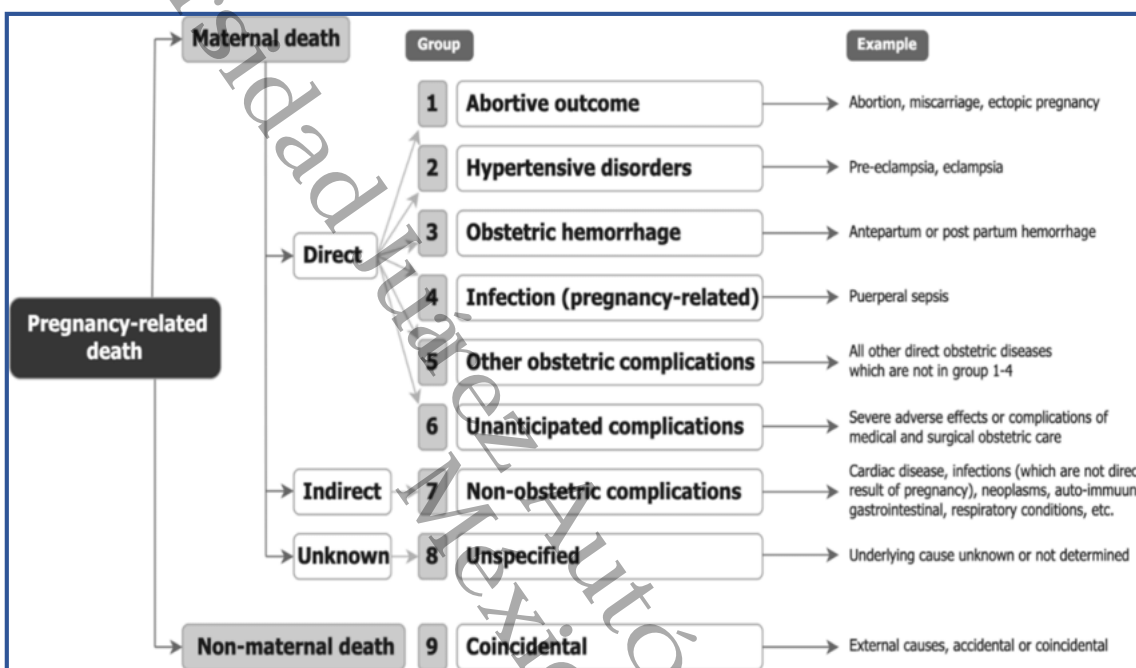 Maternal death
Group
Example
1 Abortive outcome
Abortion, miscarriage, ectopic pregnancy
2 Hypertensive disorders
Pre-eclampsia, eclampsia
Direct
3 Obstetric hemorrhage
Antepartum or post partum hemorrhage
4 Infection (pregnancy-related)
Puerperal sepsis
Pregnancy-related
death
5 Other obstetric complications
All other direct obstetric diseases
which are not in group 1-4
6 Unanticipated complications
Severe adverse effects or complications of
medical and surgical obstetric care
Indirect
7 Non-obstetric complications
Cardiac disease, infections (which are not direc
result of pregnancy), neoplasms, auto-immuun
gastrointestinal, respiratory conditions, etc.
Unknown
8 Unspecified
Underlying cause unknown or not determined
Non-maternal death
9 Coincidental
External causes, accidental or coincidental
rsidad Juárez Autó
Mexic